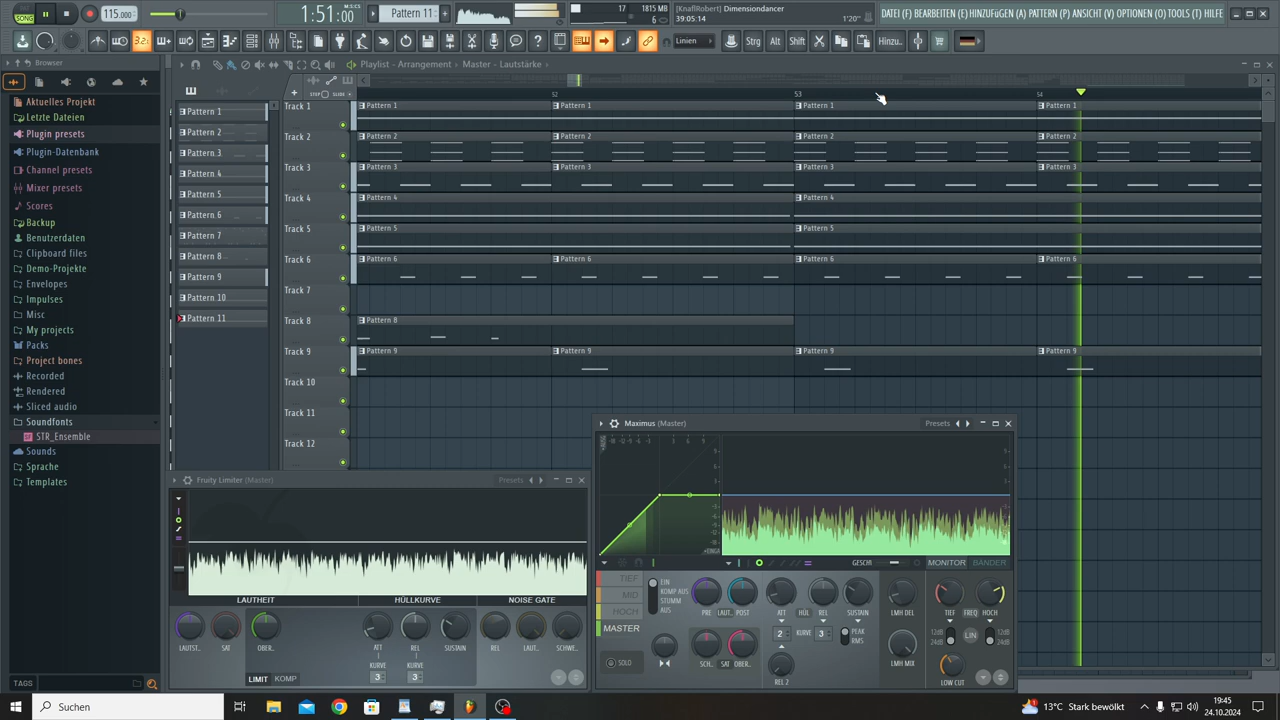 SONG
115.000
1:51:00
M:C:S
Pattern 11
17
1815 MB
6
[KnaflRobert] Dimensiondancer
39:05:14
1'20"
DATEI (F) BEARBEITEN (E) HINZUFÜGEN (A) PATTERN (P) ANSICHT (V) OPTIONEN (O) TOOLS (T) HILFE
Linien
Strg
Alt
Shift
Hinzu..
Browser
Playlist - Arrangement
Master - Lautstärke
STEP
SLIDE
52
53
54
Aktuelles Projekt
Letzte Dateien
Plugin presets
Plugin-Datenbank
Channel presets
Mixer presets
Scores
Backup
Benutzerdaten
Clipboard files
Demo-Projekte
Envelopes
Impulses
Misc
My projects
Packs
Project bones
Recorded
Rendered
Sliced audio
Soundfonts
STR_Ensemble
Sounds
Sprache
Templates
TAGS
Pattern 1
Pattern 2
Pattern 3
Pattern 4
Pattern 5
Pattern 6
Pattern 7
Pattern 8
Pattern 9
Pattern 10
Pattern 11
Track 1
Pattern 1
Pattern 1
Pattern 1
Pattern 1
Track 2
Pattern 2
Pattern 2
Pattern 2
Pattern 2
Track 3
Pattern 3
Pattern 3
Pattern 3
Pattern 3
Track 4
Pattern 4
Pattern 4
Track 5
Pattern 5
Pattern 5
Track 6
Pattern 6
Pattern 6
Pattern 6
Pattern 6
Track 7
Track 8
Pattern 8
Track 9
Pattern 9
Pattern 9
Pattern 9
Pattern 9
Track 10
Track 11
Track 12
Fruity Limiter (Master)
Presets
LAUTHEIT
HÜLLKURVE
NOISE GATE
LAUTST..
SAT
OBER..
ATT
REL
SUSTAIN
REL
LAUT..
SCHWE..
KURVE
KURVE
3
3
LIMIT
KOMP
Maximus (Master)
Presets
GESCH
MONITOR
BÄNDER
TIEF
MID
HOCH
MASTER
SOLO
EIN
KOMP AUS
STUMM
AUS
PRE
LAUT..
POST
SCH..
SAT
OBER..
ATT
HÜL
REL
SUSTAIN
2
KURVE
3
PEAK
RMS
REL 2
LMH DEL
LMH MIX
TIEF
FREQ
HOCH
12dB
24dB
LIN
12dB
24dB
LOW CUT
Suchen
13°C Stark bewölkt
19:45
24.10.2024